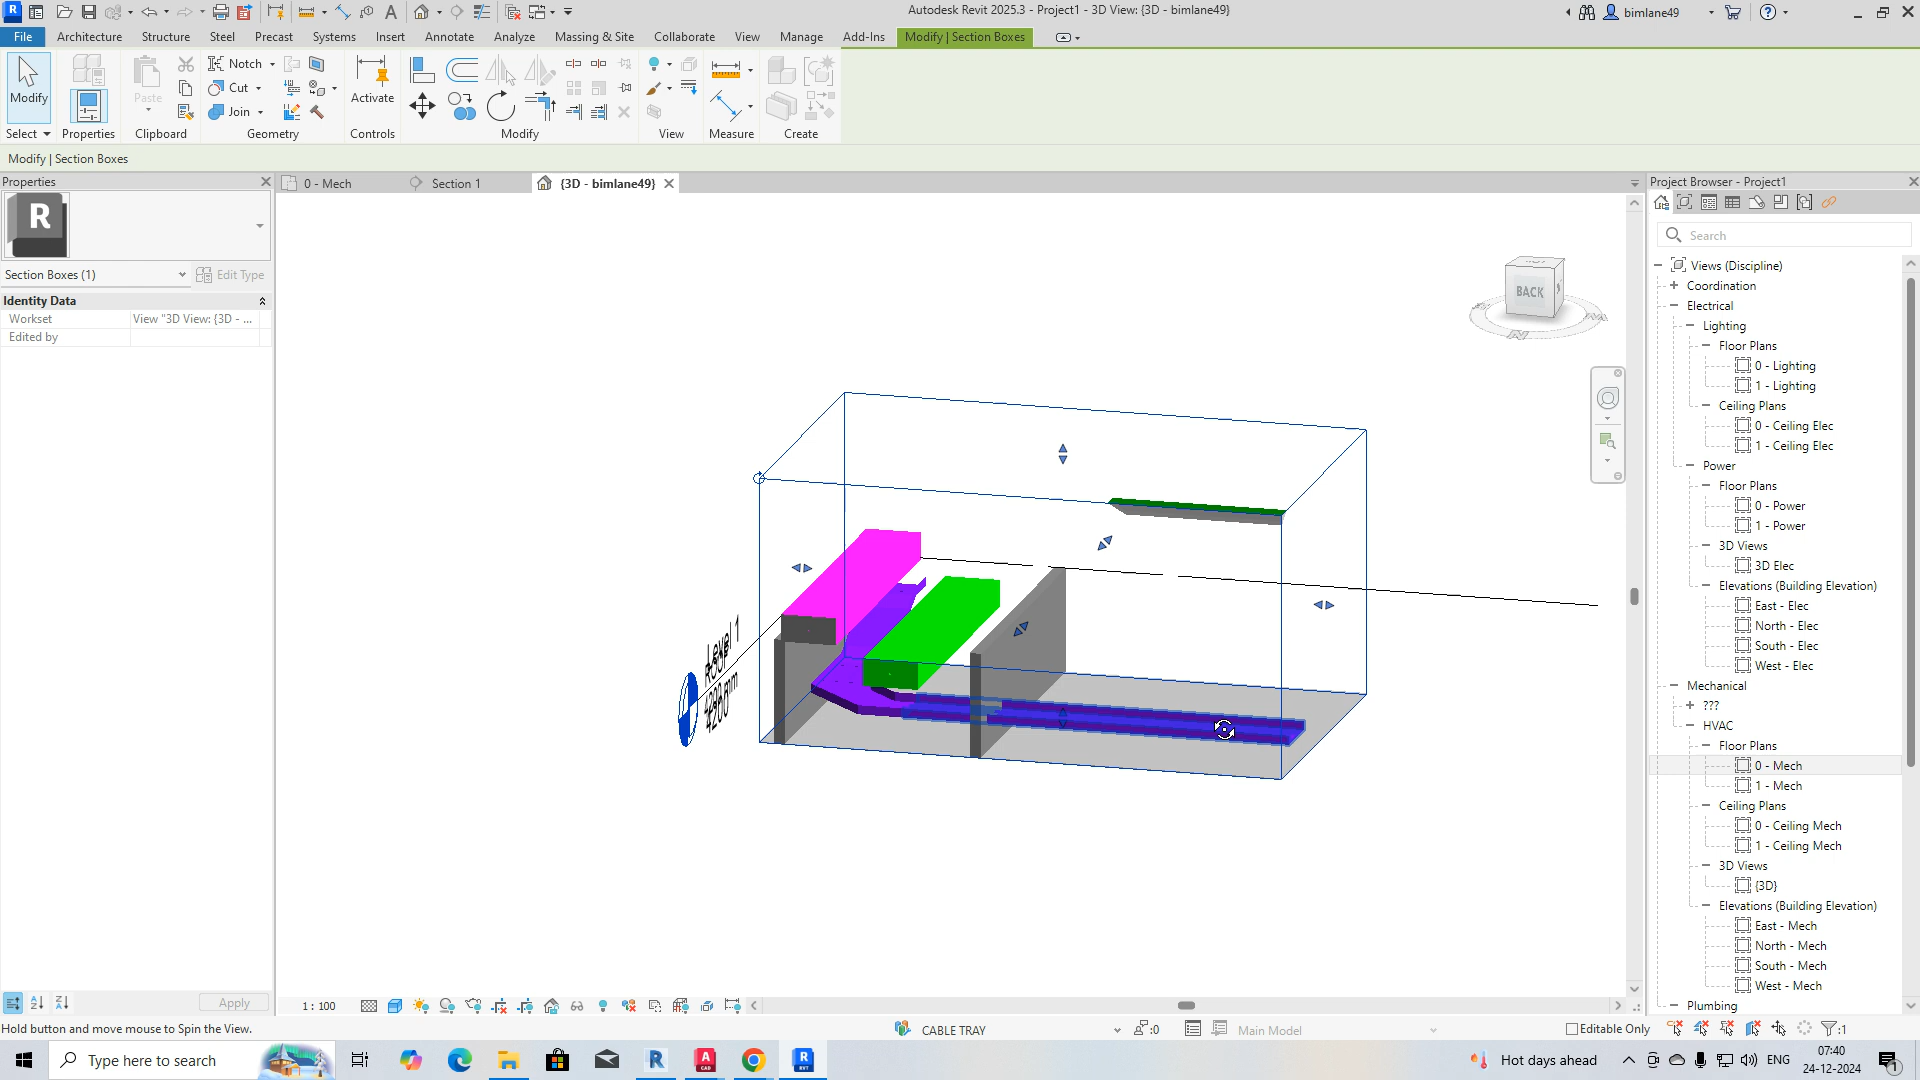 Autodesk Revit 2025.3 - Project1 - 3D View: {3D - bimlane49}
bimlane49
File Architecture Structure Steel Precast Systems Insert Annotate Analyze Massing & Site Collaborate View Manage Add-Ins Modify | Section Boxes
Modify
Paste
Notch
Cut
Join
Activate
Select Properties Clipboard Geometry Controls Modify View Measure Create
Modify | Section Boxes
Properties
0 - Mech
Section 1
{3D - bimlane49}
Project Browser - Project1
R
Search
Section Boxes (1)
Edit Type
Identity Data
Workset View "3D View: {3D - ...
Edited by
Views (Discipline)
Coordination
Electrical
Lighting
Floor Plans
0 - Lighting
1 - Lighting
Ceiling Plans
0 - Ceiling Elec
1 - Ceiling Elec
Power
Floor Plans
0 - Power
1 - Power
3D Views
3D Elec
Elevations (Building Elevation)
East - Elec
North - Elec
South - Elec
West - Elec
Mechanical
???
HVAC
Floor Plans
0 - Mech
1 - Mech
Ceiling Plans
0 - Ceiling Mech
1 - Ceiling Mech
3D Views
{3D}
Elevations (Building Elevation)
East - Mech
North - Mech
South - Mech
West - Mech
Plumbing
BACK
Level 1
Apply
1 : 100
Hold button and move mouse to Spin the View.
CABLE TRAY
:0
Main Model
Editable Only
:1
Type here to search
Hot days ahead
ENG
07:40
24-12-2024